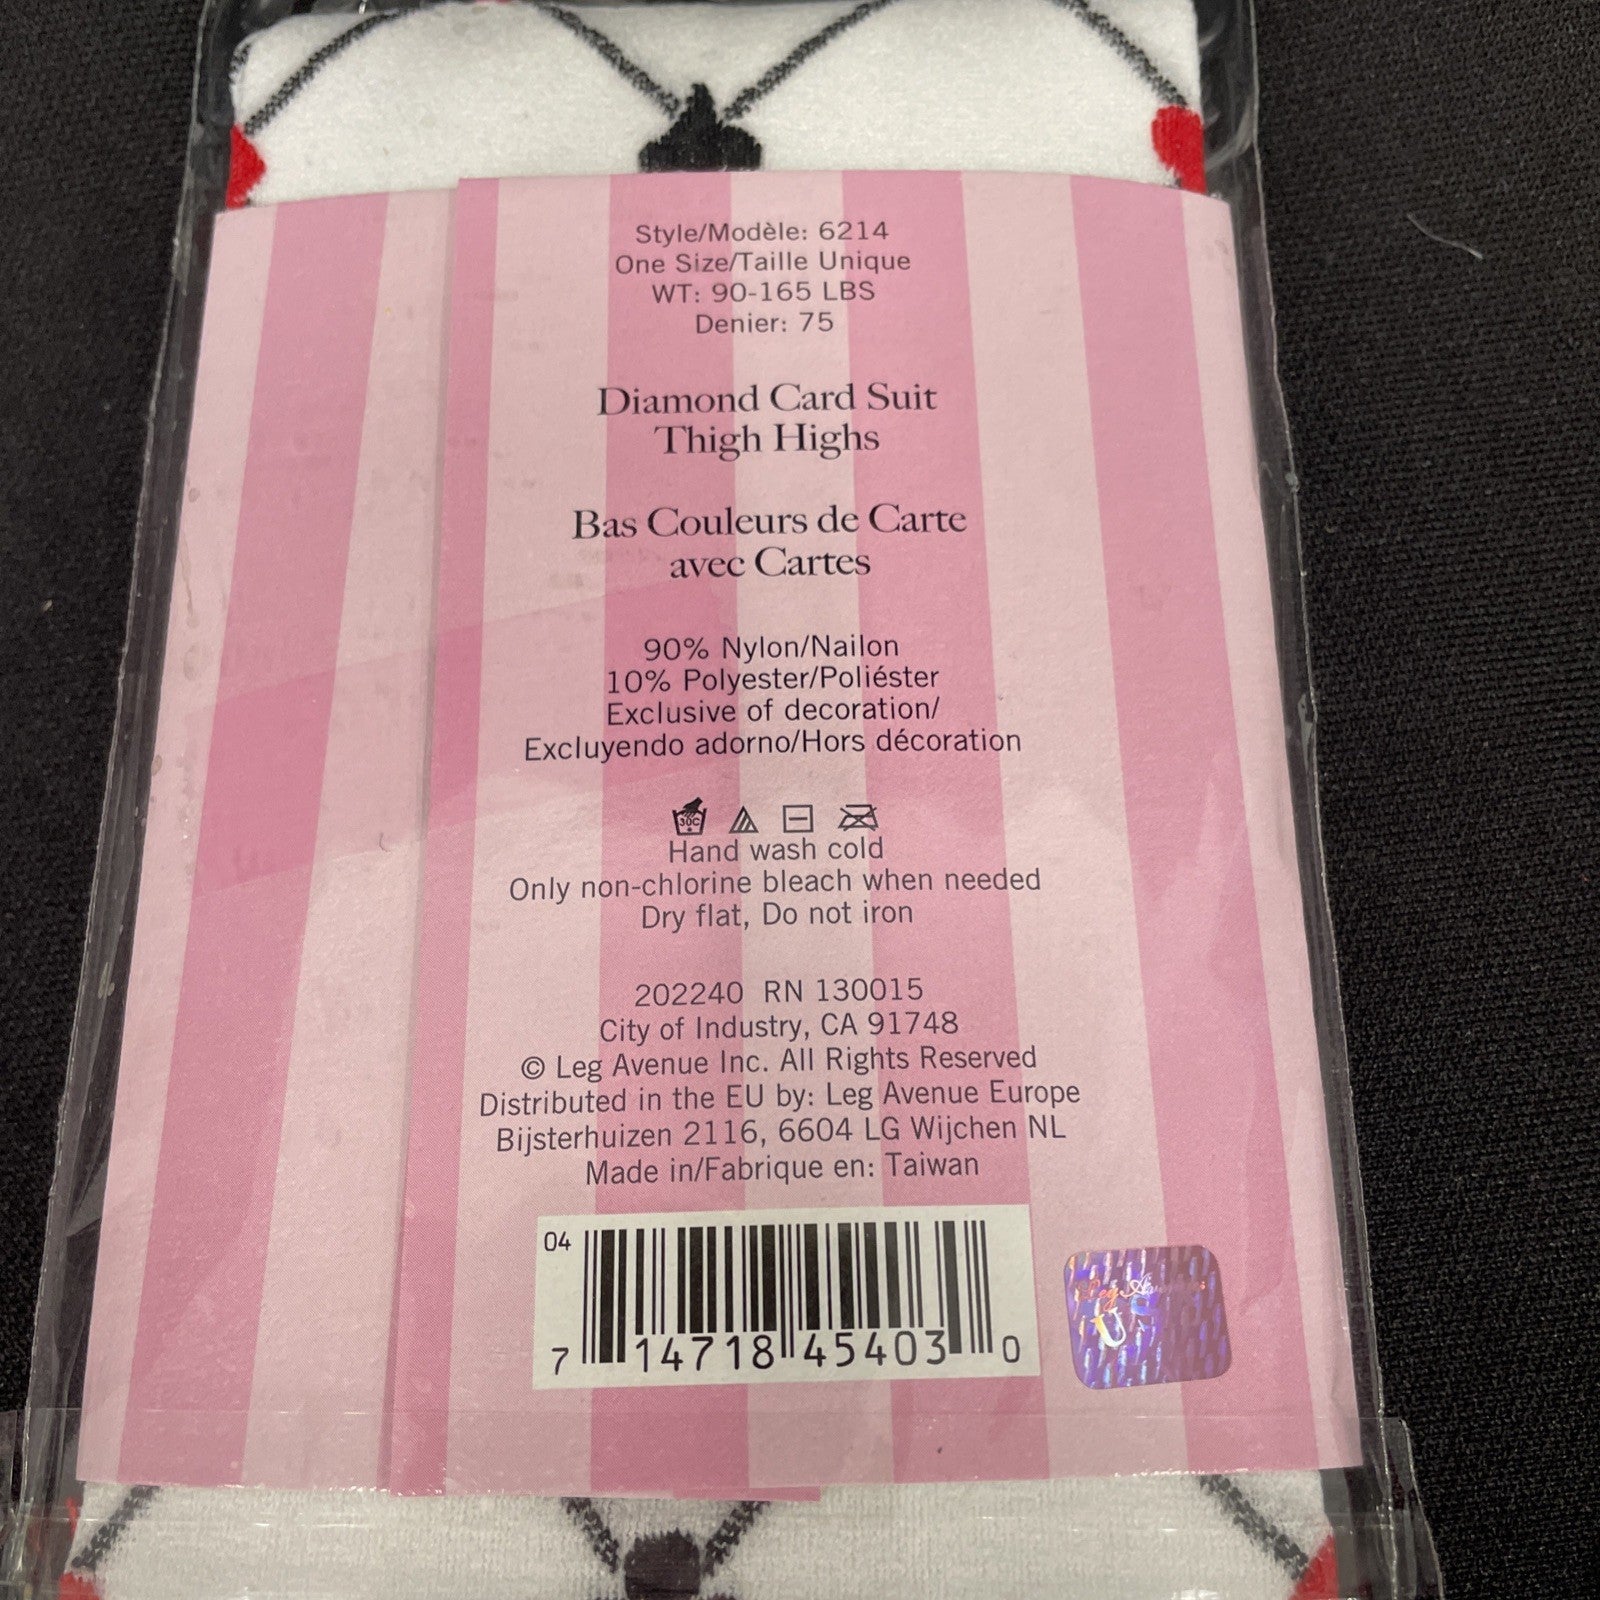 Style/Modèle: 6214
One Size/Taille Unique
WT: 90-165 LBS
Denier: 75
Diamond Card Suit
Thigh Highs
Bas Couleurs de Carte
avec Cartes
90% Nylon/Nailon
10% Polyester/Poliéster
Exclusive of decoration/
Excluyendo adorno/Hors décoration
30C
Hand wash cold
Only non-chlorine bleach when needed
Dry flat, Do not iron
202240 RN 130015
City of Industry, CA 91748
© Leg Avenue Inc. All Rights Reserved
Distributed in the EU by: Leg Avenue Europe
Bijsterhuizen 2116, 6604 LG Wijchen NL
Made in/Fabrique en: Taiwan
04
7 14718 45403 0
Leg